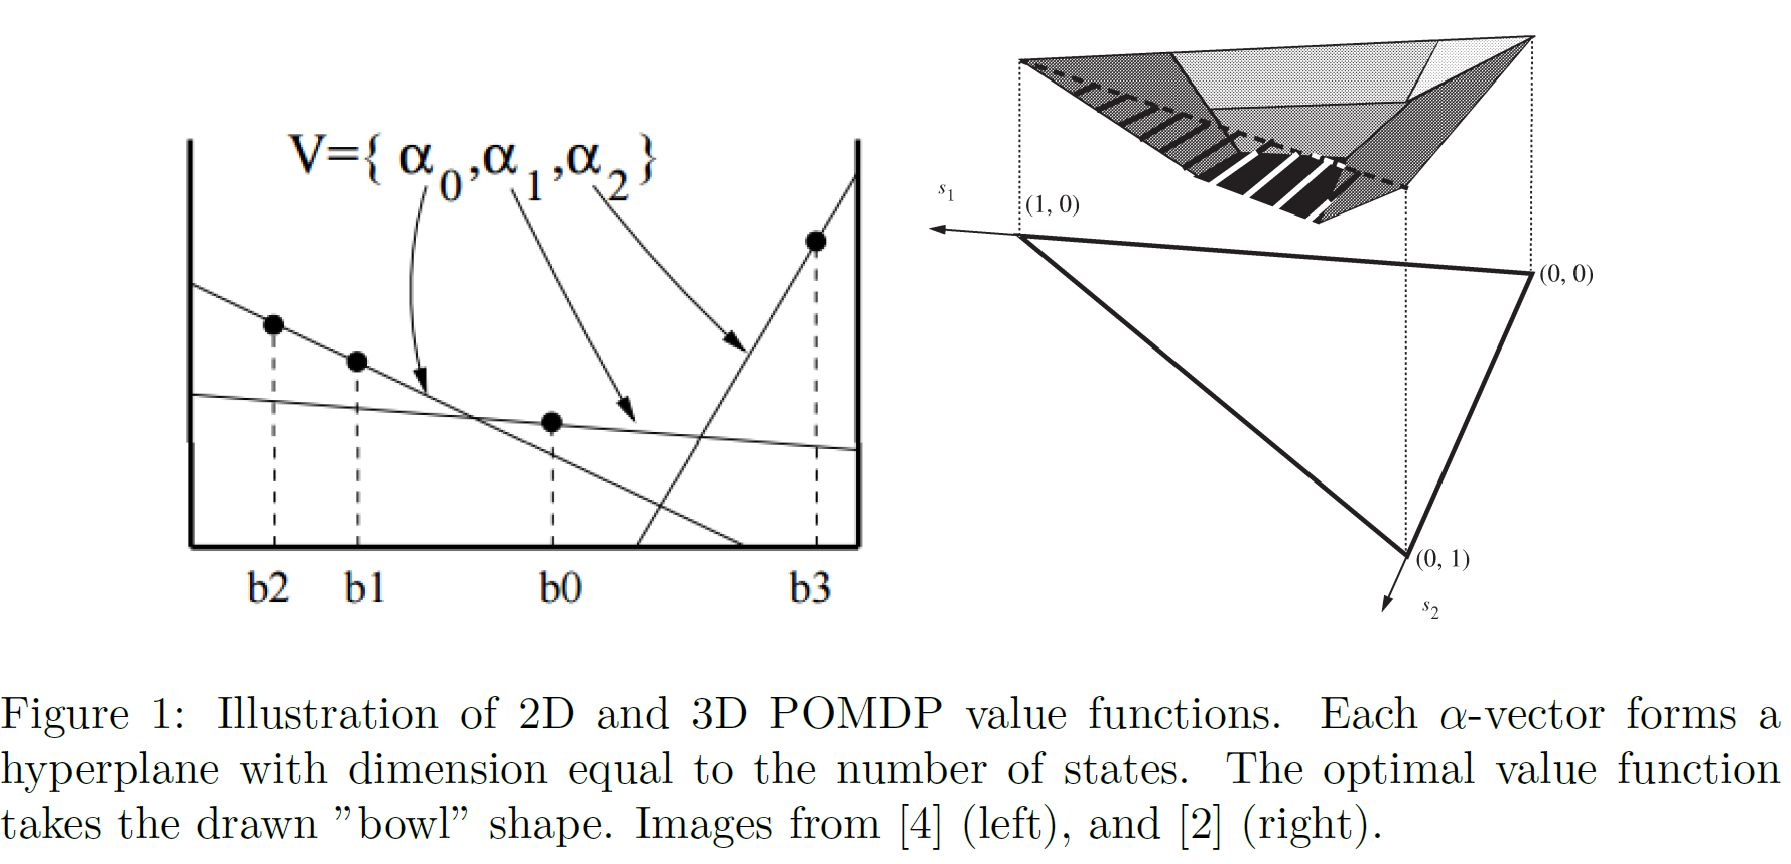 V={ α0,α1,α2}
b2 b1 b0 b3
s1
(1, 0)
(0, 0)
(0, 1)
s2
Figure 1: Illustration of 2D and 3D POMDP value functions. Each α-vector forms a
hyperplane with dimension equal to the number of states. The optimal value function
takes the drawn ”bowl” shape. Images from [4] (left), and [2] (right).